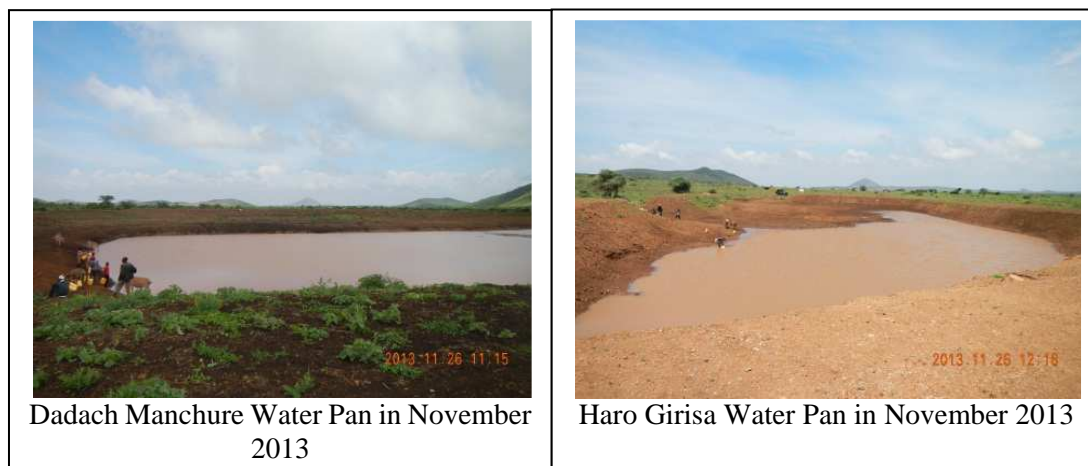 2013 11 26 11:15
2013 11 26 12:16
Dadach Manchure Water Pan in November
2013
Haro Girisa Water Pan in November 2013